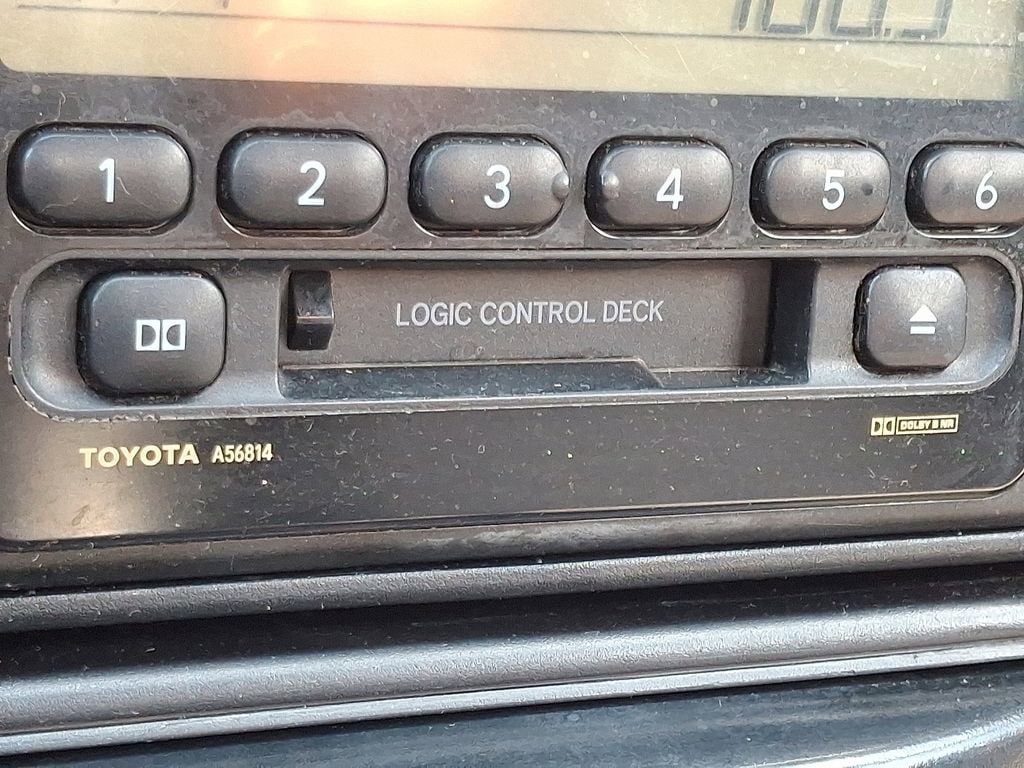 1 2 3 4 5 6
LOGIC CONTROL DECK
TOYOTA A56814
DOLBY B NR